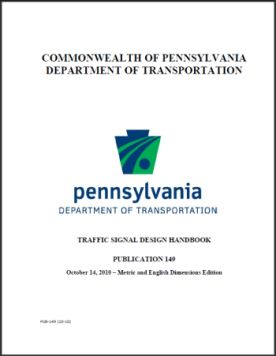 COMMONWEALTH OF PENNSYLVANIA
DEPARTMENT OF TRANSPORTATION
pennsylvania
DEPARTMENT OF TRANSPORTATION
TRAFFIC SIGNAL DESIGN HANDBOOK
PUBLICATION 149
October 14, 2010 – Metric and English Dimensions Edition
PUB-149 (10-10)